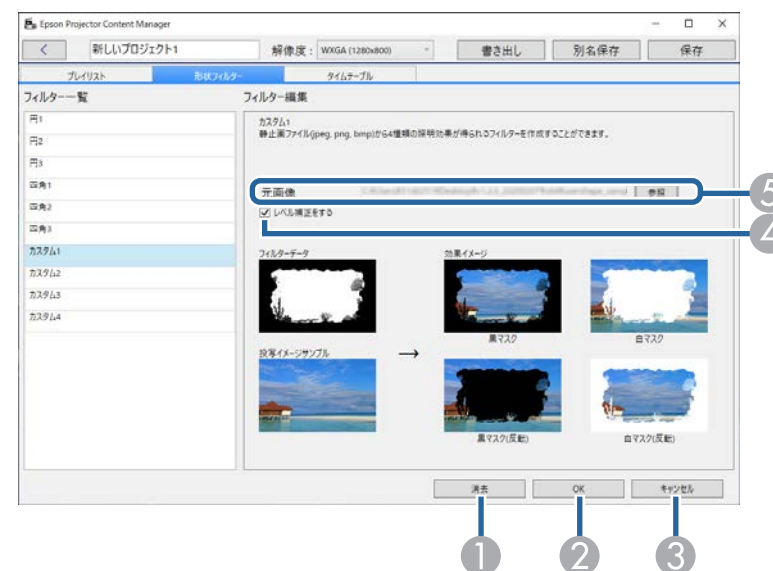 Epson Projector Content Manager
新しいプロジェクト1 解像度： WXGA (1280x800) 書き出し 別名保存 保存
プレイリスト 形状フィルター タイムテーブル
フィルター一覧 フィルター編集
円1
円2
円3
四角1
四角2
四角3
カスタム1
カスタム2
カスタム3
カスタム4
カスタム1
静止画ファイル(jpeg, png, bmp)から4種類の照明効果が得られるフィルターを作成することができます。
元画像 参照
レベル補正をする
フィルターデータ 効果イメージ
黒マスク 白マスク
投写イメージサンプル →
黒マスク(反転) 白マスク(反転)
消去 OK キャンセル
5
4
1 2 3